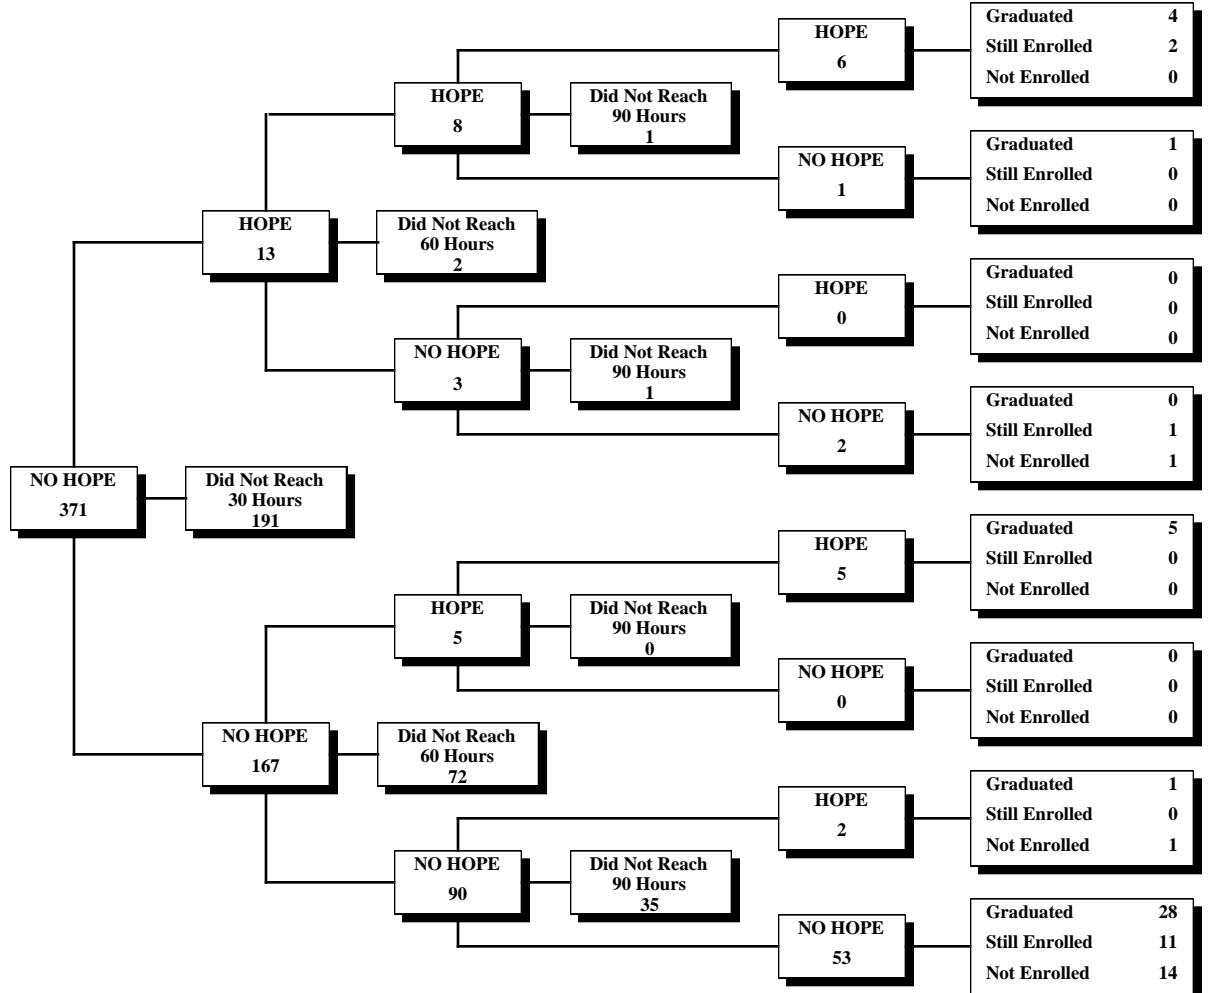 HOPE
6
Graduated 4
Still Enrolled 2
Not Enrolled 0
HOPE
8
Did Not Reach
90 Hours
1
NO HOPE
1
Graduated 1
Still Enrolled 0
Not Enrolled 0
HOPE
13
Did Not Reach
60 Hours
2
HOPE
0
Graduated 0
Still Enrolled 0
Not Enrolled 0
NO HOPE
3
Did Not Reach
90 Hours
1
NO HOPE
2
Graduated 0
Still Enrolled 1
Not Enrolled 1
NO HOPE
371
Did Not Reach
30 Hours
191
HOPE
5
Graduated 5
Still Enrolled 0
Not Enrolled 0
HOPE
5
Did Not Reach
90 Hours
0
NO HOPE
0
Graduated 0
Still Enrolled 0
Not Enrolled 0
NO HOPE
167
Did Not Reach
60 Hours
72
HOPE
2
Graduated 1
Still Enrolled 0
Not Enrolled 1
NO HOPE
90
Did Not Reach
90 Hours
35
NO HOPE
53
Graduated 28
Still Enrolled 11
Not Enrolled 14